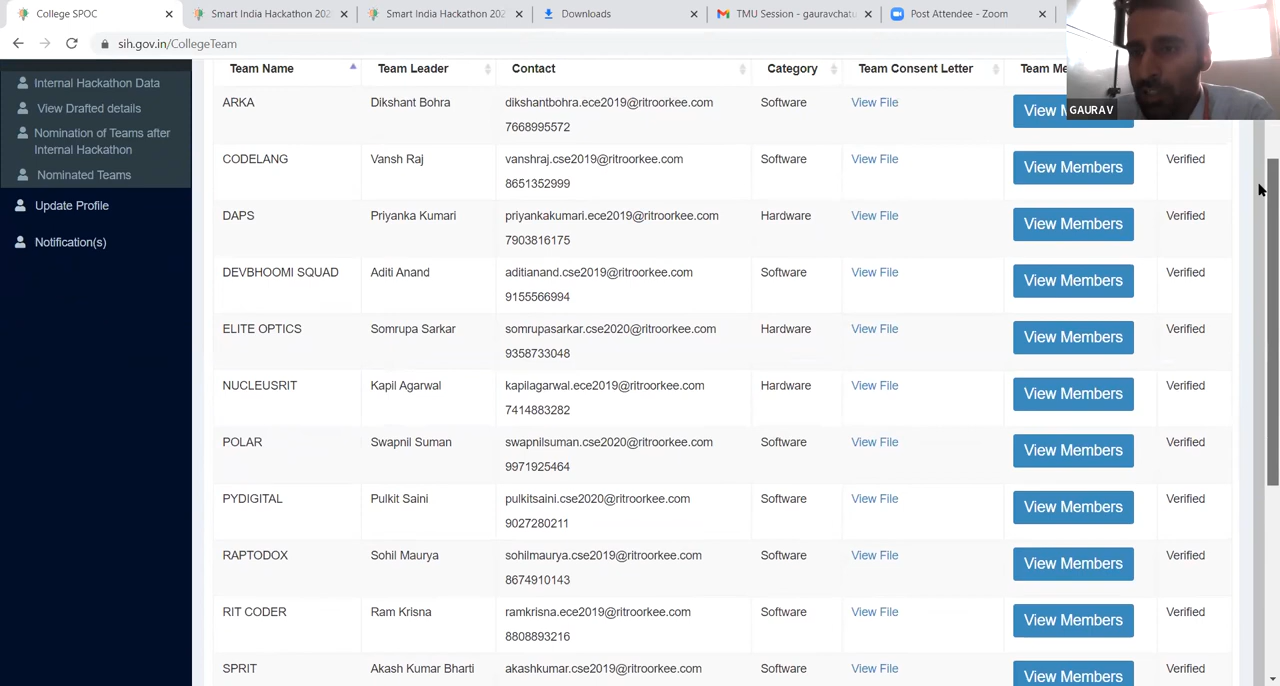 College SPOC
Smart India Hackathon 202
Smart India Hackathon 202
Downloads
TMU Session - gauravchatu
Post Attendee - Zoom
sih.gov.in/CollegeTeam
Internal Hackathon Data
View Drafted details
Nomination of Teams after
Internal Hackathon
Nominated Teams
Update Profile
Notification(s)
Team Name Team Leader Contact Category Team Consent Letter Team Me
GAURAV
ARKA Dikshant Bohra dikshantbohra.ece2019@ritroorkee.com Software View File View M
7668995572
CODELANG Vansh Raj vanshraj.cse2019@ritroorkee.com Software View File View Members Verified
8651352999
DAPS Priyanka Kumari priyankakumari.ece2019@ritroorkee.com Hardware View File View Members Verified
7903816175
DEVBHOOMI SQUAD Aditi Anand aditianand.cse2019@ritroorkee.com Software View File View Members Verified
9155566994
ELITE OPTICS Somrupa Sarkar somrupasarkar.cse2020@ritroorkee.com Hardware View File View Members Verified
9358733048
NUCLEUSRIT Kapil Agarwal kapilagarwal.ece2019@ritroorkee.com Hardware View File View Members Verified
7414883282
POLAR Swapnil Suman swapnilsuman.cse2020@ritroorkee.com Software View File View Members Verified
9971925464
PYDIGITAL Pulkit Saini pulkitsaini.cse2020@ritroorkee.com Software View File View Members Verified
9027280211
RAPTODOX Sohil Maurya sohilmaurya.cse2019@ritroorkee.com Software View File View Members Verified
8674910143
RIT CODER Ram Krisna ramkrisna.ece2019@ritroorkee.com Software View File View Members Verified
8808893216
SPRIT Akash Kumar Bharti akashkumar.cse2019@ritroorkee.com Software View File View Members Verified